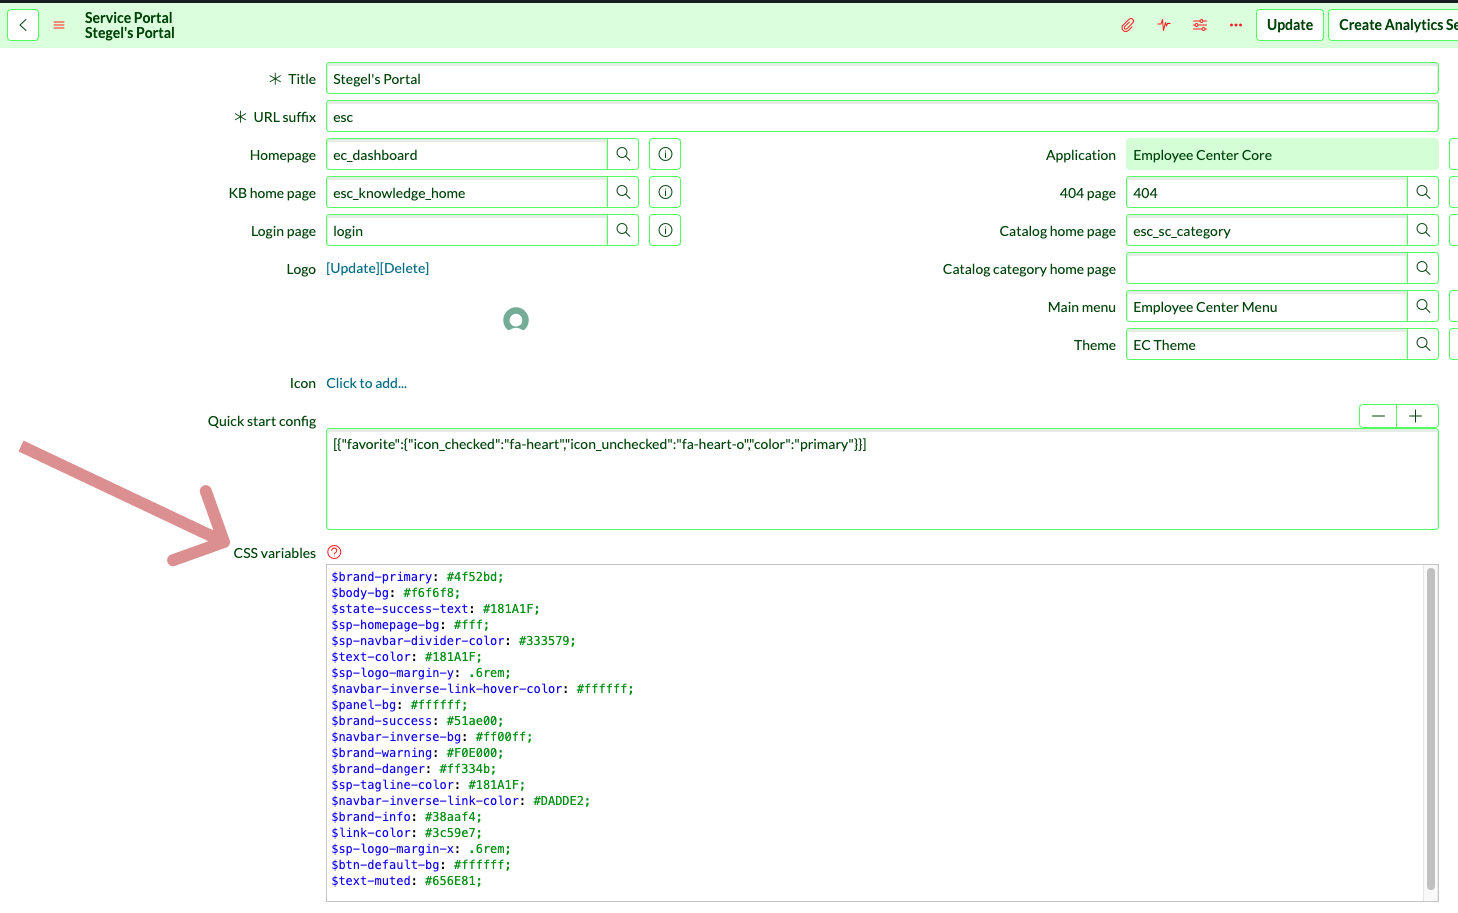 Service Portal
Stegel's Portal
Update
Create Analytics Se
Title
Stegel's Portal
URL suffix
esc
Homepage
ec_dashboard
Application
Employee Center Core
KB home page
esc_knowledge_home
404 page
404
Login page
login
Catalog home page
esc_sc_category
Logo
[Update][Delete]
Catalog category home page
Main menu
Employee Center Menu
Theme
EC Theme
Icon
Click to add...
Quick start config
[{"favorite":{"icon_checked":"fa-heart","icon_unchecked":"fa-heart-o","color":"primary"}}]
CSS variables
$brand-primary: #4f52bd;
$body-bg: #f6f6f8;
$state-success-text: #181A1F;
$sp-homepage-bg: #fff;
$sp-navbar-divider-color: #333579;
$text-color: #181A1F;
$sp-logo-margin-y: .6rem;
$navbar-inverse-link-hover-color: #ffffff;
$panel-bg: #ffffff;
$brand-success: #51ae00;
$navbar-inverse-bg: #ff00ff;
$brand-warning: #F0E000;
$brand-danger: #ff334b;
$sp-tagline-color: #181A1F;
$navbar-inverse-link-color: #DADDE2;
$brand-info: #38aaf4;
$link-color: #3c59e7;
$sp-logo-margin-x: .6rem;
$btn-default-bg: #ffffff;
$text-muted: #656E81;